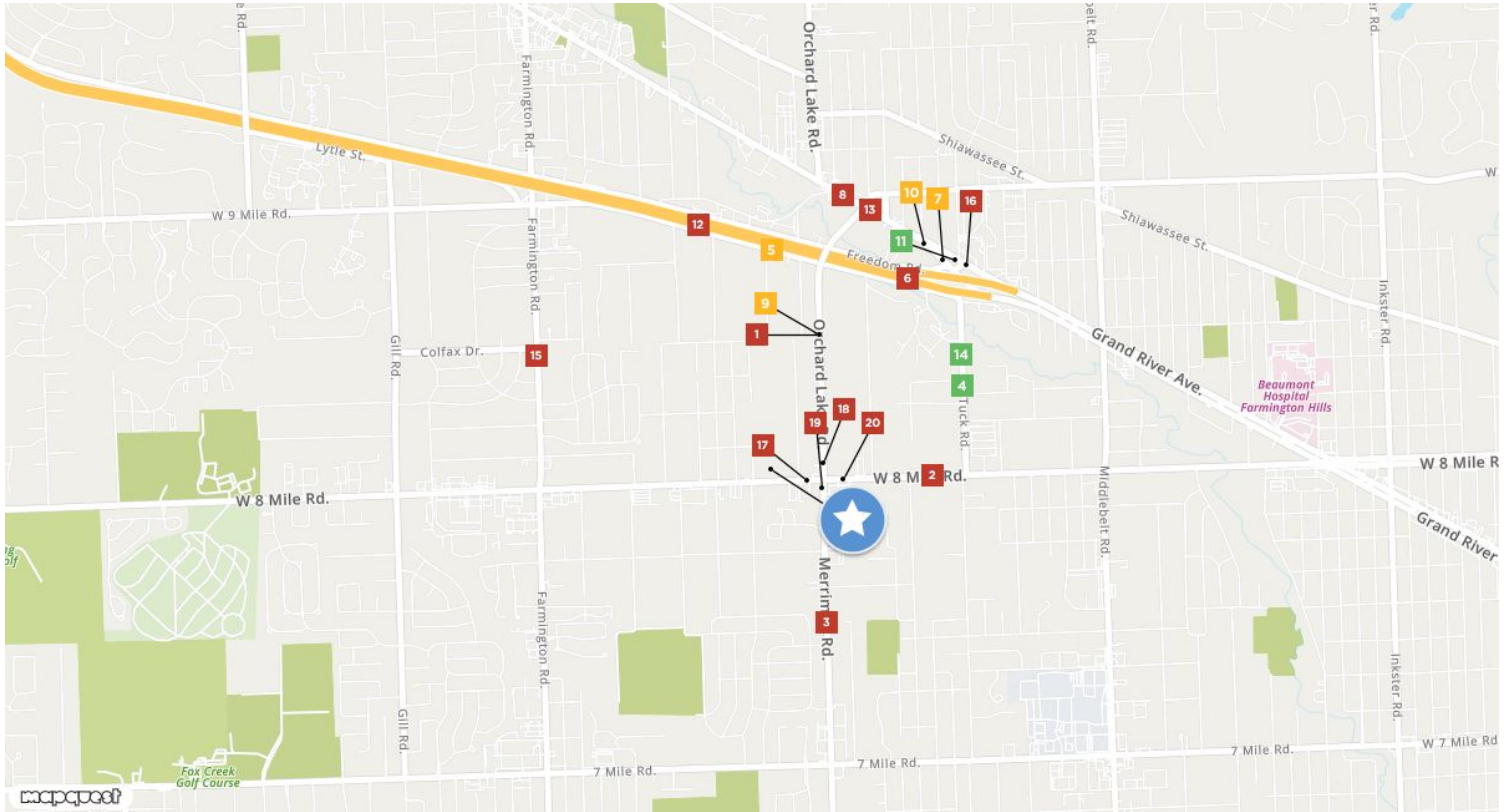 Orchard Lake Rd.
Farmington Rd.
Shiawassee St.
Lytle St.
W 9 Mile Rd.
8
10
7
16
13
11
Shiawassee St.
12
5
Freedom Rd.
6
Farmington Rd.
Inkster Rd.
9
1
Orchard Lake Rd.
Grand River Ave.
Gill Rd.
Colfax Dr.
15
14
4
Beaumont
Hospital
Farmington Hills
Tuck Rd.
18
19
20
17
2
W 8 Mile Rd.
W 8 Mile R
W 8 Mile Rd.
Middlebelt Rd.
Grand River
Merrim
3
Rd.
Farmington Rd.
Inkster Rd.
Gill Rd.
7 Mile Rd.
7 Mile Rd.
7 Mile Rd.
W 7 Mile Rd
Fox Creek
Golf Course
mapquest